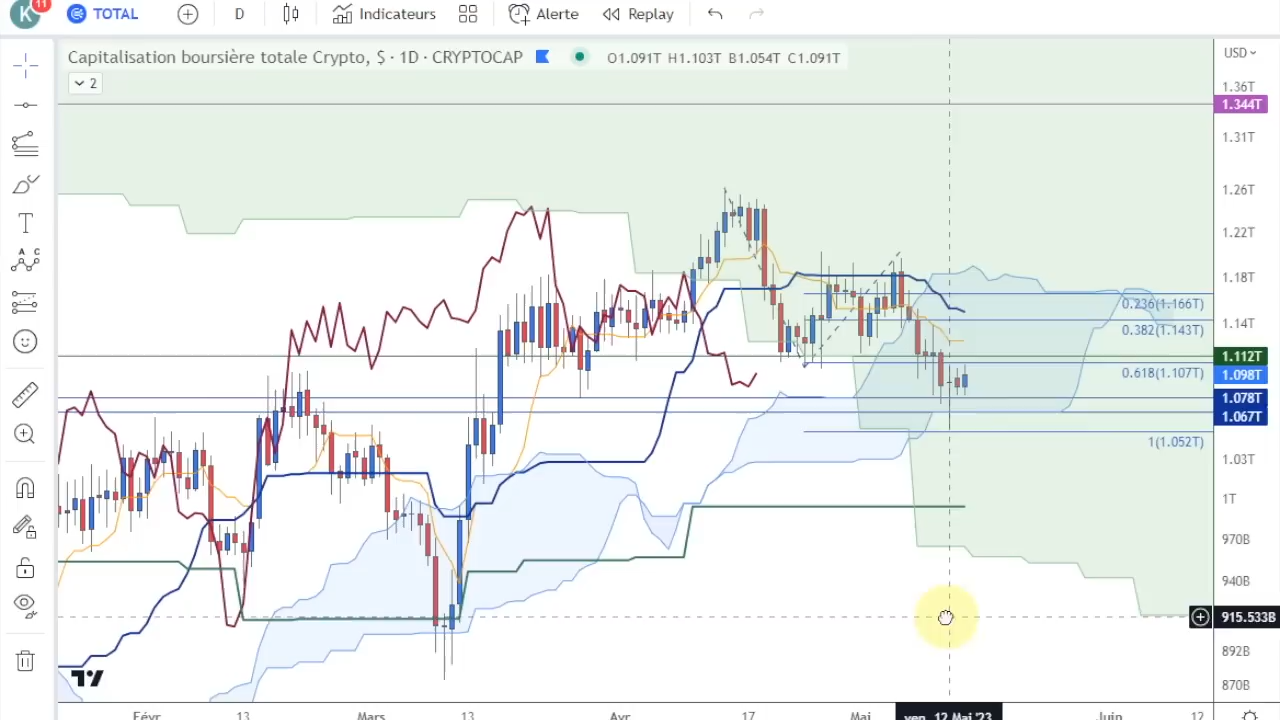 K
11
TOTAL
D
Indicateurs
Alerte
Replay
Capitalisation boursière totale Crypto, $ · 1D · CRYPTOCAP
O1.091T H1.103T B1.054T C1.091T
2
USD
1.36T
1.344T
1.31T
1.26T
1.22T
1.18T
0.236(1.166T)
1.14T
0.382(1.143T)
1.112T
0.618(1.107T)
1.098T
1.078T
1.067T
1(1.052T)
1.03T
1T
970B
940B
915.533B
892B
870B
Févr
13
Mars
13
Avr
17
Mai
ven. 12 Mai '23
Juin
12
T
A C
B